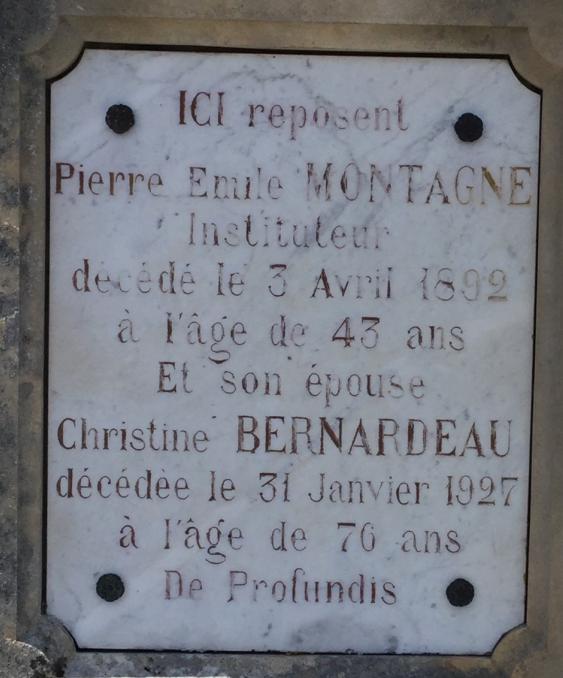 ICI reposent
Pierre Emile MONTAGNE
Instituteur
décédé le 3 Avril 1892
à l'âge de 43 ans
Et son épouse
Christine BERNARDEAU
décédèe le 31 Janvier 1927
à l'âge de 76 ans
De Profundis